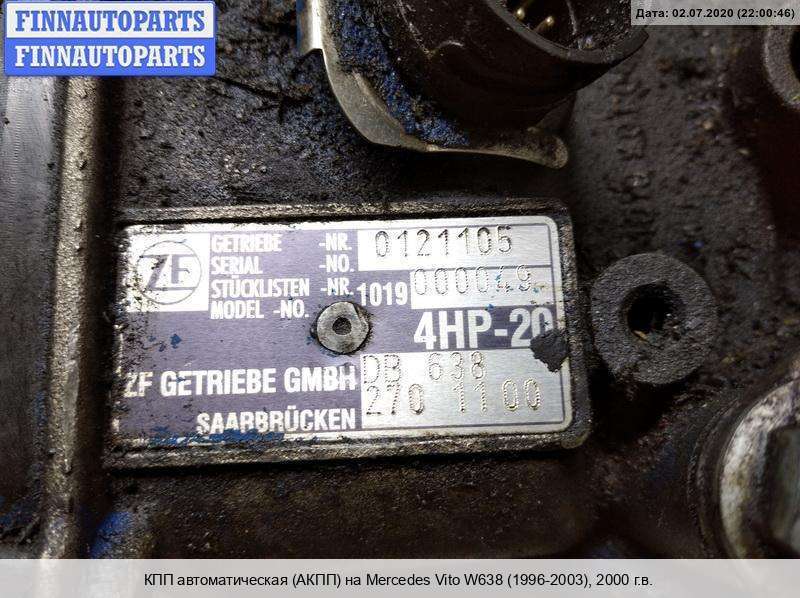 FINNAUTOPARTS
FINNAUTOPARTS
Дата: 02.07.2020 (22:00:46)
ZF
GETRIEBE -NR. 0121105
SERIAL -NO.
STÜCKLISTEN -NR. 1019 000049
MODEL -NO.
4HP-20
ZF GETRIEBE GMBH DB 638
SAARBRÜCKEN 270 1100
КПП автоматическая (АКПП) на Mercedes Vito W638 (1996-2003), 2000 г.в.